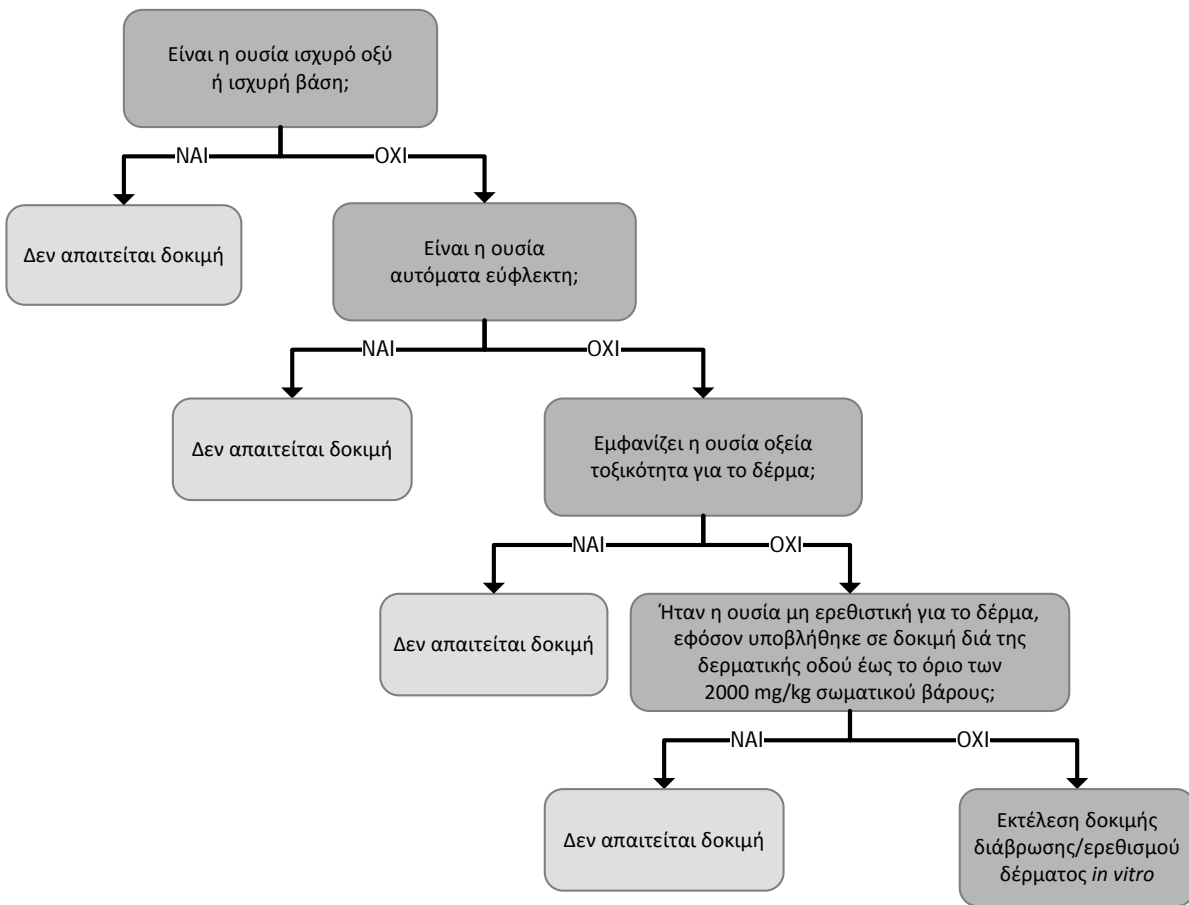 Είναι η ουσία ισχυρό οξύ
ή ισχυρή βάση;
ΝΑΙ
ΟΧΙ
Δεν απαιτείται δοκιμή
Είναι η ουσία
αυτόματα εύφλεκτη;
ΝΑΙ
ΟΧΙ
Δεν απαιτείται δοκιμή
Εμφανίζει η ουσία οξεία
τοξικότητα για το δέρμα;
ΝΑΙ
ΟΧΙ
Δεν απαιτείται δοκιμή
Ήταν η ουσία μη ερεθιστική για το δέρμα,
εφόσον υποβλήθηκε σε δοκιμή διά της
δερματικής οδού έως το όριο των
2000 mg/kg σωματικού βάρους;
ΝΑΙ
ΟΧΙ
Δεν απαιτείται δοκιμή
Εκτέλεση δοκιμής
διάβρωσης/ερεθισμού
δέρματος in vitro